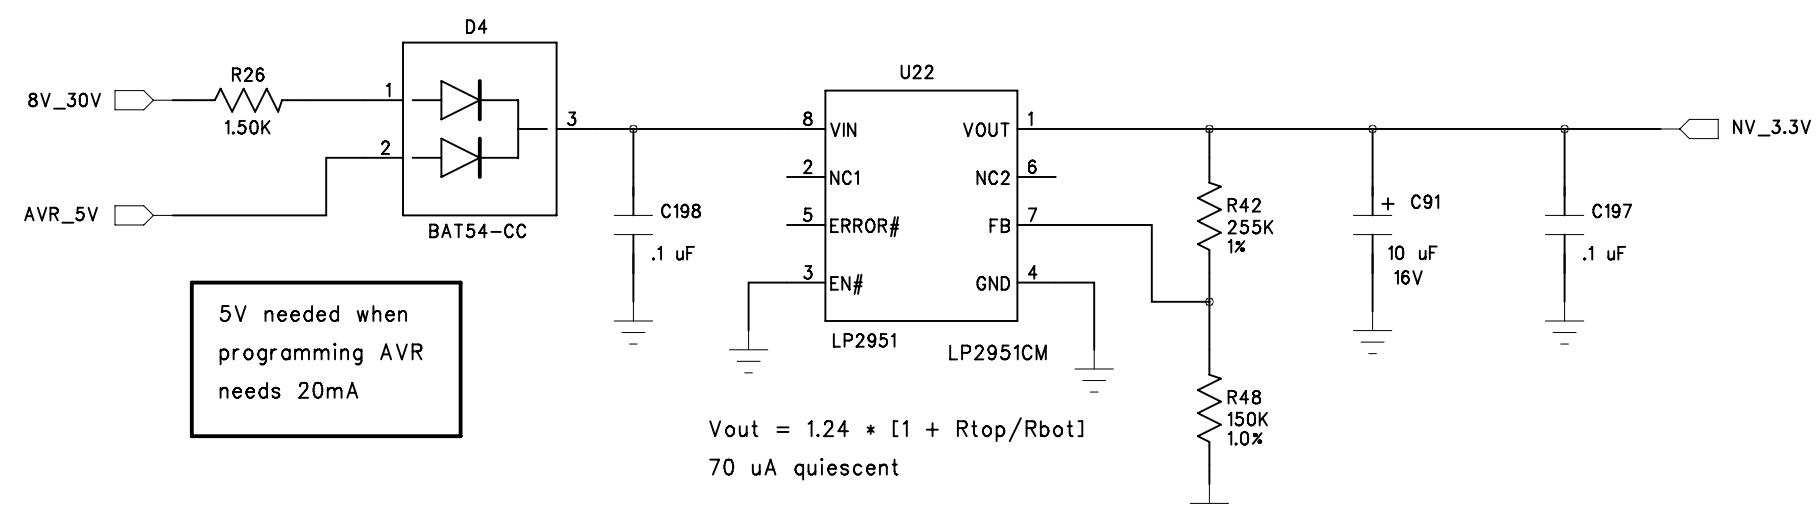 D4
R26
8V_30V
1.50K
1
2
3
AVR_5V
BAT54-CC
C198
.1 uF
U22
8 VIN
VOUT 1
2 NC1
NC2 6
5 ERROR#
FB 7
3 EN#
GND 4
LP2951
LP2951CM
NV_3.3V
R42
255K
1%
+ C91
10 uF
16V
C197
.1 uF
R48
150K
1.0%
5V needed when
programming AVR
needs 20mA
Vout = 1.24 * [1 + Rtop/Rbot]
70 uA quiescent